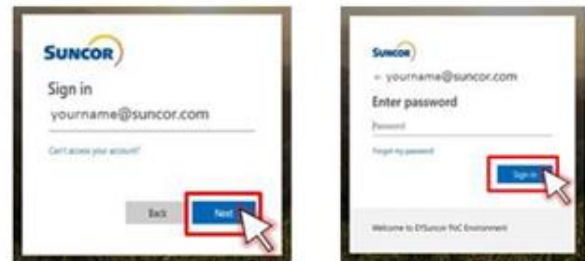 SUNCOR
Sign in
yourname@suncor.com
Can't access your account?
Back
Next
SUNCOR
← yourname@suncor.com
Enter password
Password
Forgot my password
Sign in
Welcome to EYSuncor PoC Environment